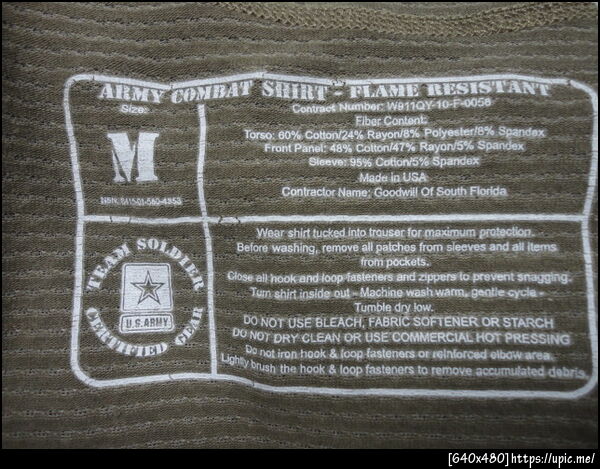 ARMY COMBAT SHIRT - FLAME RESISTANT
Size:
M
Contract Number: W911QY-10-F-0056
Fiber Content:
Torso: 60% Cotton/24% Rayon/8% Polyester/8% Spandex
Front Panel: 48% Cotton/47% Rayon/5% Spandex
Sleeve: 95% Cotton/5% Spandex
Made in USA
Contractor Name: Goodwill Of South Florida
TEAM SOLDIER
U.S.ARMY
CERTIFIED GEAR
Wear shirt tucked into trouser for maximum protection.
Before washing, remove all patches from sleeves and all items
from pockets.
Close all hook and loop fasteners and zippers to prevent snagging.
Turn shirt inside out - Machine wash warm, gentle cycle -
Tumble dry low.
DO NOT USE BLEACH, FABRIC SOFTENER OR STARCH
DO NOT DRY CLEAN OR USE COMMERCIAL HOT PRESSING
Do not iron hook & loop fasteners or reinforced elbow area.
Lightly brush the hook & loop fasteners to remove accumulated debris.
[640x480]https://upic.me/